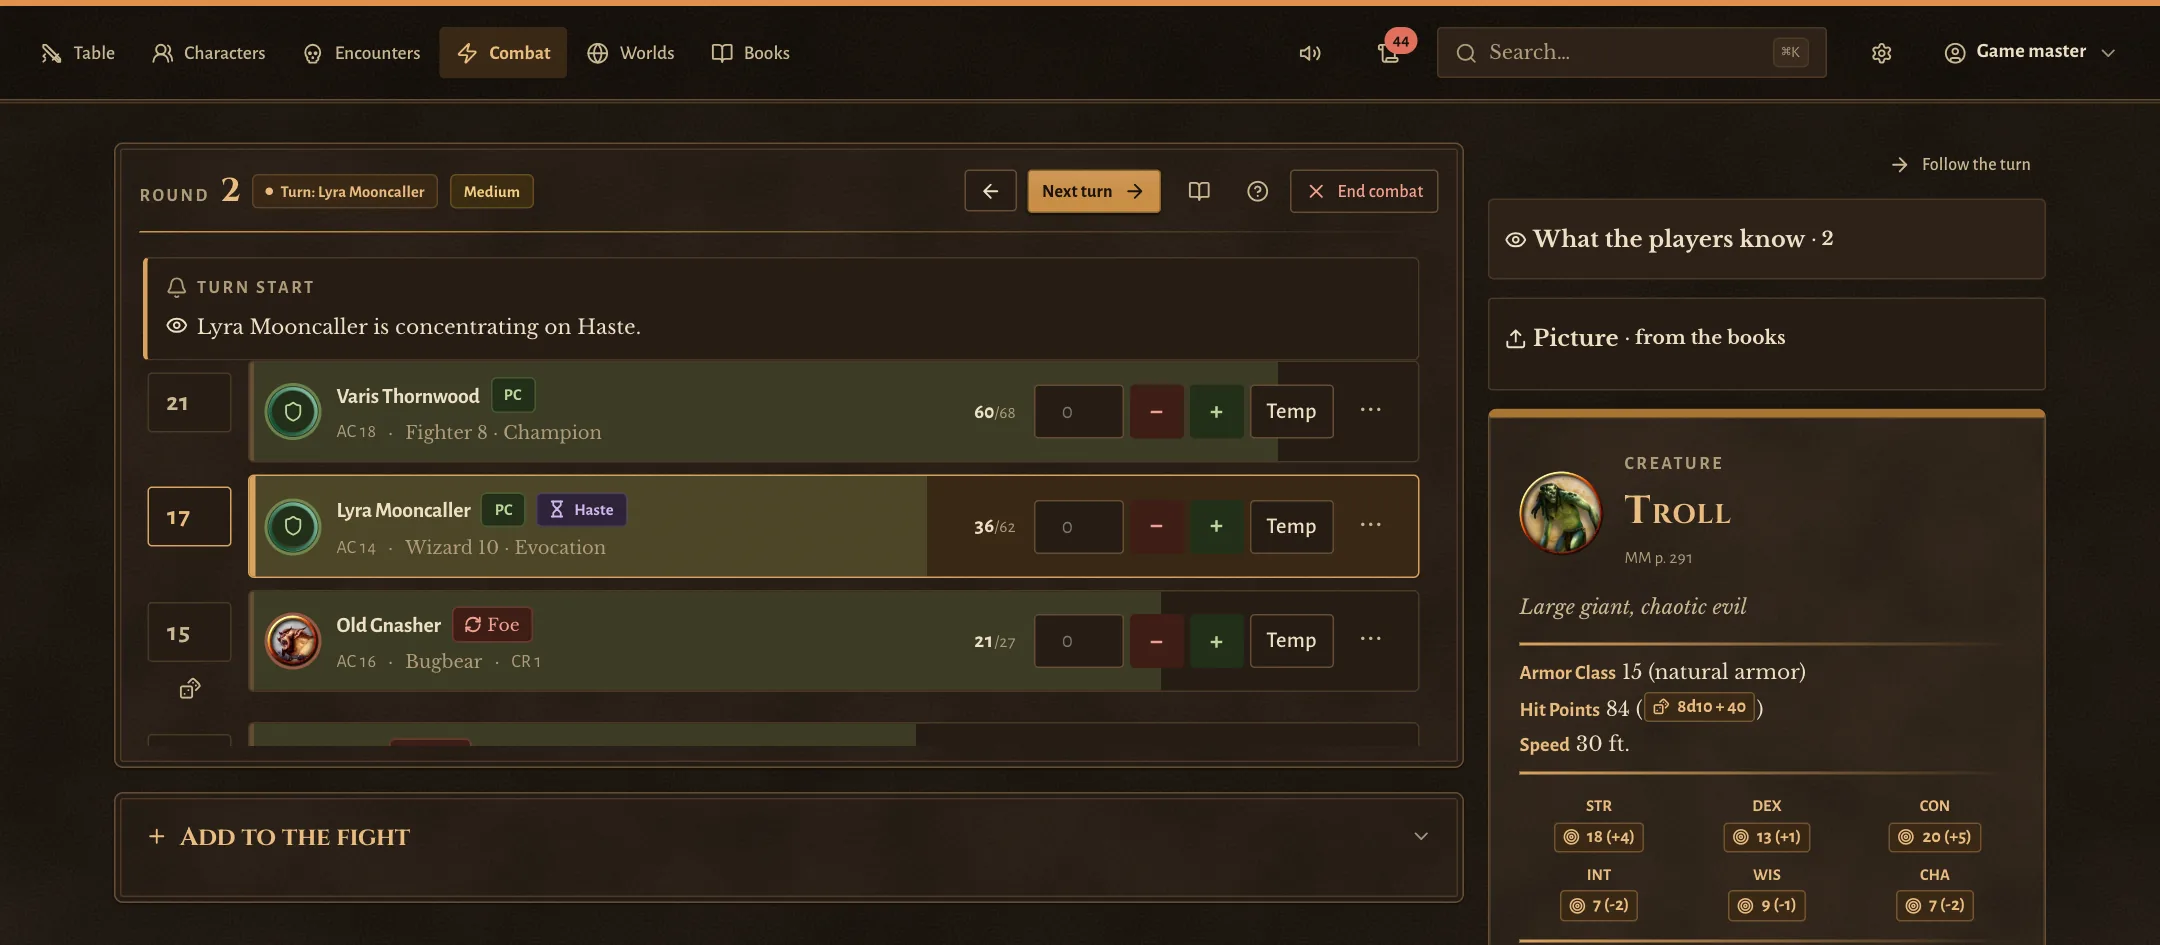 Table
Characters
Encounters
Combat
Worlds
Books
44
Search...
⌘K
Game master
ROUND 2
Turn: Lyra Mooncaller
Medium
Next turn
End combat
TURN START
Lyra Mooncaller is concentrating on Haste.
21
Varis Thornwood PC
AC 18 · Fighter 8 · Champion
60/68
0
−
+
Temp
...
17
Lyra Mooncaller PC Haste
AC 14 · Wizard 10 · Evocation
36/62
0
−
+
Temp
...
15
Old Gnasher Foe
AC 16 · Bugbear · CR 1
21/27
0
−
+
Temp
...
+ ADD TO THE FIGHT
Follow the turn
What the players know · 2
Picture · from the books
CREATURE
TROLL
MM p. 291
Large giant, chaotic evil
Armor Class 15 (natural armor)
Hit Points 84 (8d10 + 40)
Speed 30 ft.
STR DEX CON
18 (+4) 13 (+1) 20 (+5)
INT WIS CHA
7 (-2) 9 (-1) 7 (-2)